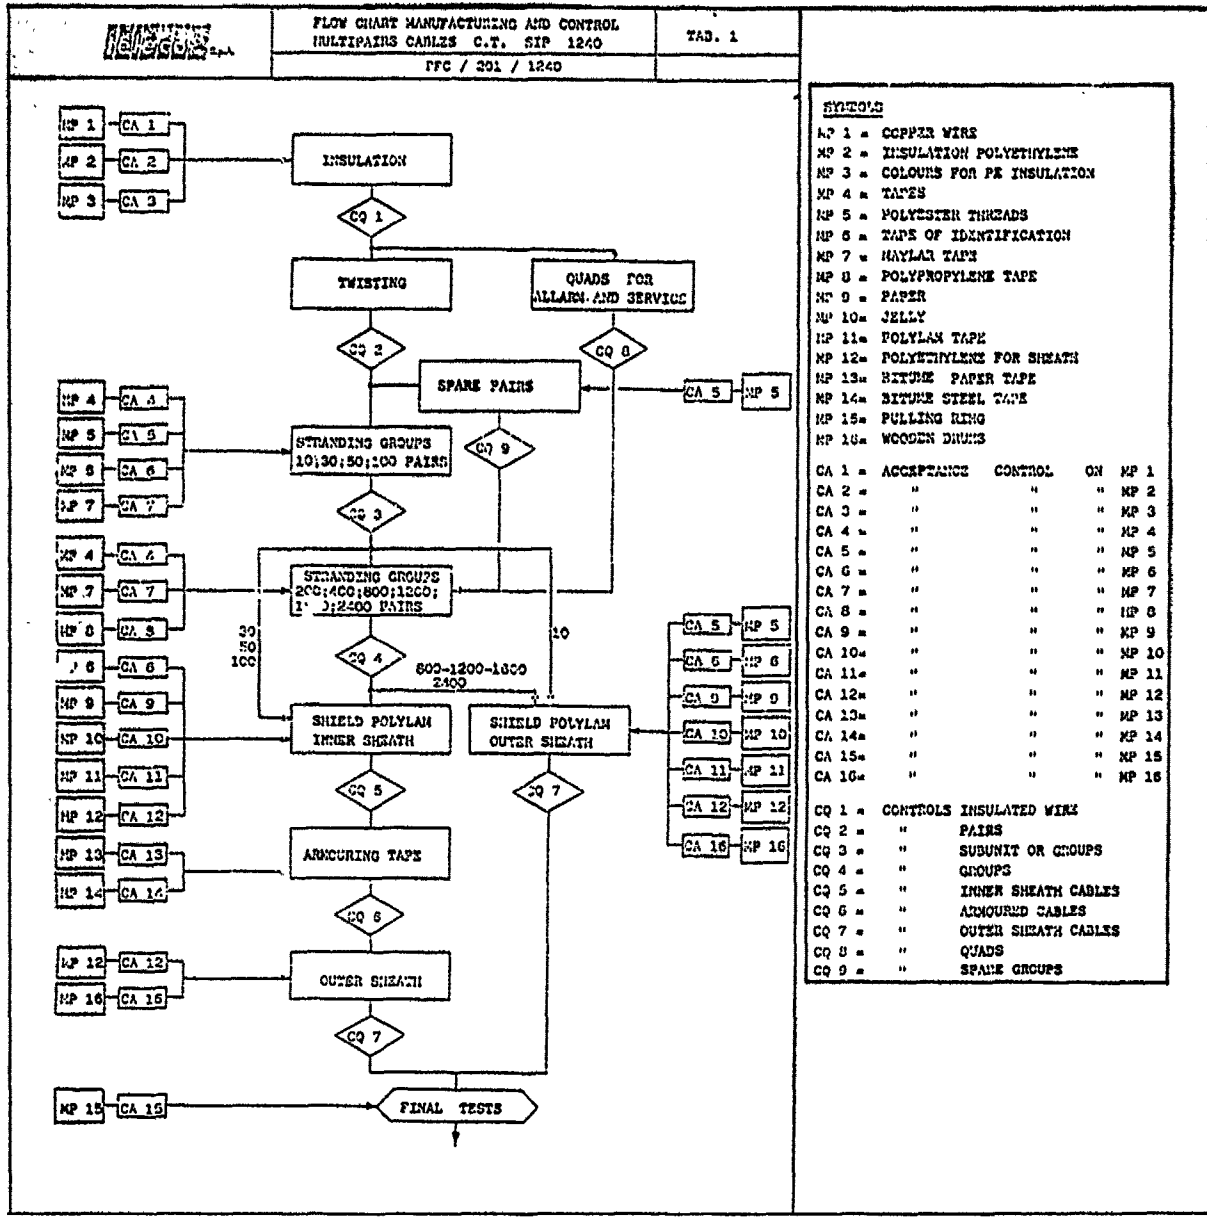 FLOW CHART MANUFACTURING AND CONTROL
MULTIPAIRS CABLES C.T. SIP 1240
FFC / 201 / 1240
TAB. 1
MP 1 CA 1
MP 2 CA 2
MP 3 CA 3
INSULATION
CQ 1
TWISTING
QUADS FOR
ALLARM AND SERVICE
CQ 2
CQ 8
SPARE PAIRS
CA 5 MP 5
MP 4 CA 4
MP 5 CA 5
MP 6 CA 6
MP 7 CA 7
STRANDING GROUPS
10;30;50;100 PAIRS
CQ 9
CQ 3
MP 4 CA 4
MP 7 CA 7
MP 8 CA 8
STRANDING GROUPS
200;400;800;1200;
2400 PAIRS
30
50
100
10
CQ 4
800-1200-1600
2400
6 CA 6
MP 9 CA 9
MP 10 CA 10
MP 11 CA 11
MP 12 CA 12
SHIELD POLYLAM
INNER SHEATH
SHIELD POLYLAM
OUTER SHEATH
CA 5 MP 5
CA 6 MP 6
CA 9 MP 9
CA 10 MP 10
CA 11 MP 11
CA 12 MP 12
CA 16 MP 16
CQ 5
CQ 7
MP 13 CA 13
MP 14 CA 14
ARMOURING TAPE
CQ 6
MP 12 CA 12
MP 16 CA 16
OUTER SHEATH
CQ 7
MP 15 CA 15
FINAL TESTS
SYMBOLS
MP 1 = COPPER WIRE
MP 2 = INSULATION POLYETHYLENE
MP 3 = COLOURS FOR PE INSULATION
MP 4 = TAPES
MP 5 = POLYESTER THREADS
MP 6 = TAPE OF IDENTIFICATION
MP 7 = MAYLAR TAPE
MP 8 = POLYPROPYLENE TAPE
MP 9 = PAPER
MP 10= JELLY
MP 11= POLYLAM TAPE
MP 12= POLYETHYLENE FOR SHEATH
MP 13= BITUME PAPER TAPE
MP 14= BITUME STEEL TAPE
MP 15= PULLING RING
MP 16= WOODEN DRUMS
CA 1 = ACCEPTANCE CONTROL ON MP 1
CA 2 = " " " MP 2
CA 3 = " " " MP 3
CA 4 = " " " MP 4
CA 5 = " " " MP 5
CA 6 = " " " MP 6
CA 7 = " " " MP 7
CA 8 = " " " MP 8
CA 9 = " " " MP 9
CA 10= " " " MP 10
CA 11= " " " MP 11
CA 12= " " " MP 12
CA 13= " " " MP 13
CA 14= " " " MP 14
CA 15= " " " MP 15
CA 16= " " " MP 16
CQ 1 = CONTROLS INSULATED WIRE
CQ 2 = " PAIRS
CQ 3 = " SUBUNIT OR GROUPS
CQ 4 = " GROUPS
CQ 5 = " INNER SHEATH CABLES
CQ 6 = " ARMOURED CABLES
CQ 7 = " OUTER SHEATH CABLES
CQ 8 = " QUADS
CQ 9 = " SPARE GROUPS